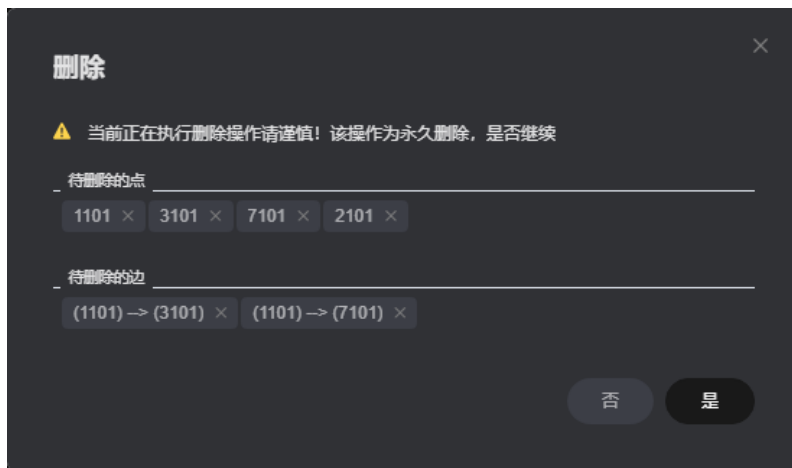 删除
当前正在执行删除操作请谨慎！该操作为永久删除，是否继续
待删除的点
1101 × 3101 × 7101 × 2101 ×
待删除的边
(1101) --> (3101) × (1101) --> (7101) ×
否 是